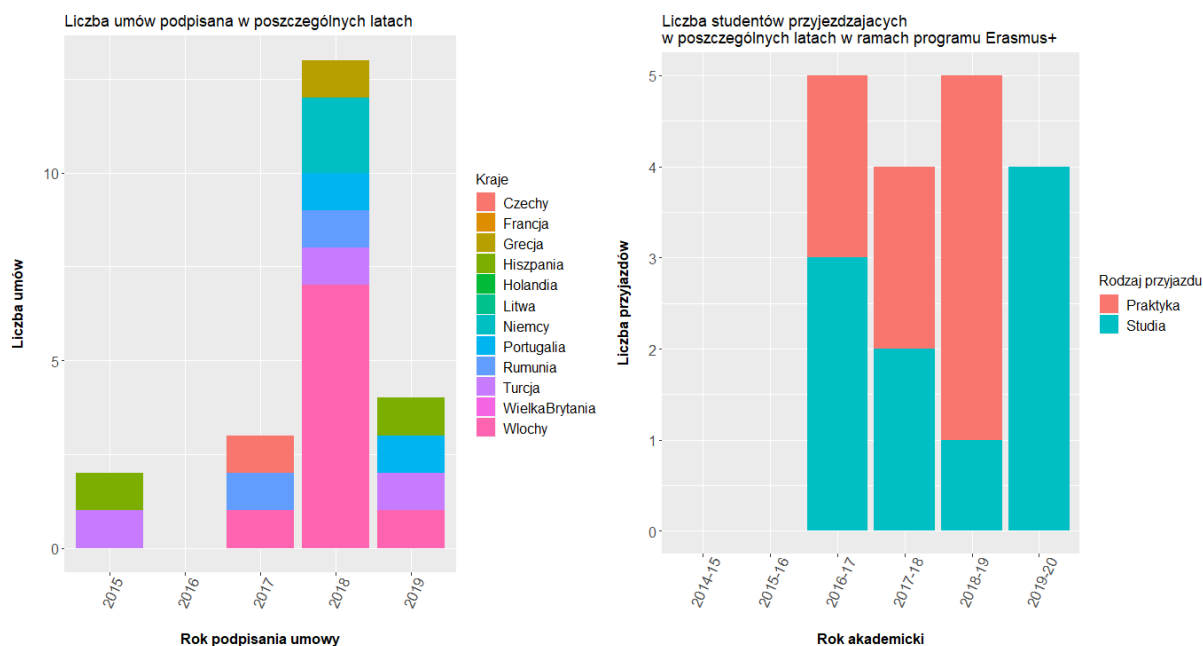 Liczba umów podpisana w poszczególnych latach
Liczba umów
10
5
0
2015
2016
2017
2018
2019
Rok podpisania umowy
Kraje
Czechy
Francja
Grecja
Hiszpania
Holandia
Litwa
Niemcy
Portugalia
Rumunia
Turcja
WielkaBrytania
Wlochy
Liczba studentów przyjezdzajacych
w poszczególnych latach w ramach programu Erasmus+
Liczba przyjazdów
5
4
3
2
1
0
2014-15
2015-16
2016-17
2017-18
2018-19
2019-20
Rok akademicki
Rodzaj przyjazdu
Praktyka
Studia